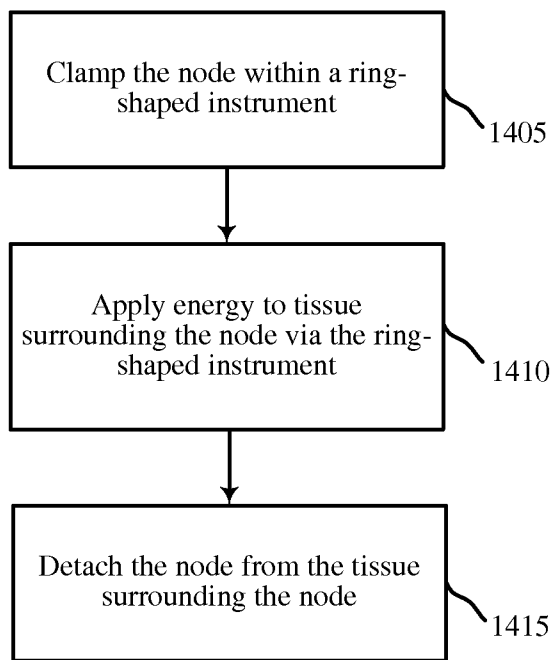 Clamp the node within a ring-
shaped instrument
1405
Apply energy to tissue
surrounding the node via the ring-
shaped instrument
1410
Detach the node from the tissue
surrounding the node
1415